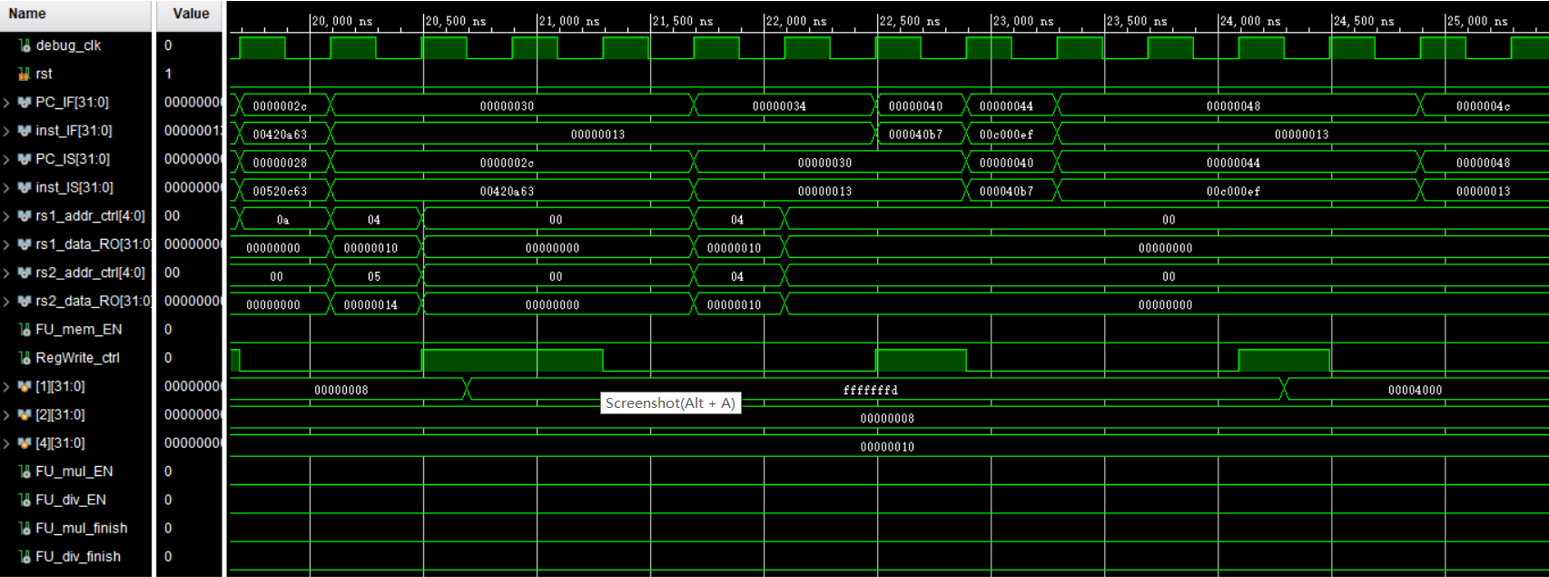 Name Value 20,000 ns 20,500 ns 21,000 ns 21,500 ns 22,000 ns 22,500 ns 23,000 ns 23,500 ns 24,000 ns 24,500 ns 25,000 ns
debug_clk 0
rst 1
PC_IF[31:0] 0000000 0000002c 00000030 00000034 00000040 00000044 00000048 0000004c
inst_IF[31:0] 0000001 00420a63 00000013 000040b7 00c000ef 00000013
PC_IS[31:0] 0000000 00000028 0000002c 00000030 00000040 00000044 00000048
inst_IS[31:0] 0000000 00520c63 00420a63 00000013 000040b7 00c000ef 00000013
rs1_addr_ctrl[4:0] 00 0a 04 00 04 00
rs1_data_RO[31:0] 0000000 00000000 00000010 00000000 00000010 00000000
rs2_addr_ctrl[4:0] 00 00 05 00 04 00
rs2_data_RO[31:0] 0000000 00000000 00000014 00000000 00000010 00000000
FU_mem_EN 0
RegWrite_ctrl 0
[1][31:0] 0000000 00000008 fffffffd 00004000
Screenshot(Alt + A)
[2][31:0] 0000000 00000008
[4][31:0] 0000000 00000010
FU_mul_EN 0
FU_div_EN 0
FU_mul_finish 0
FU_div_finish 0